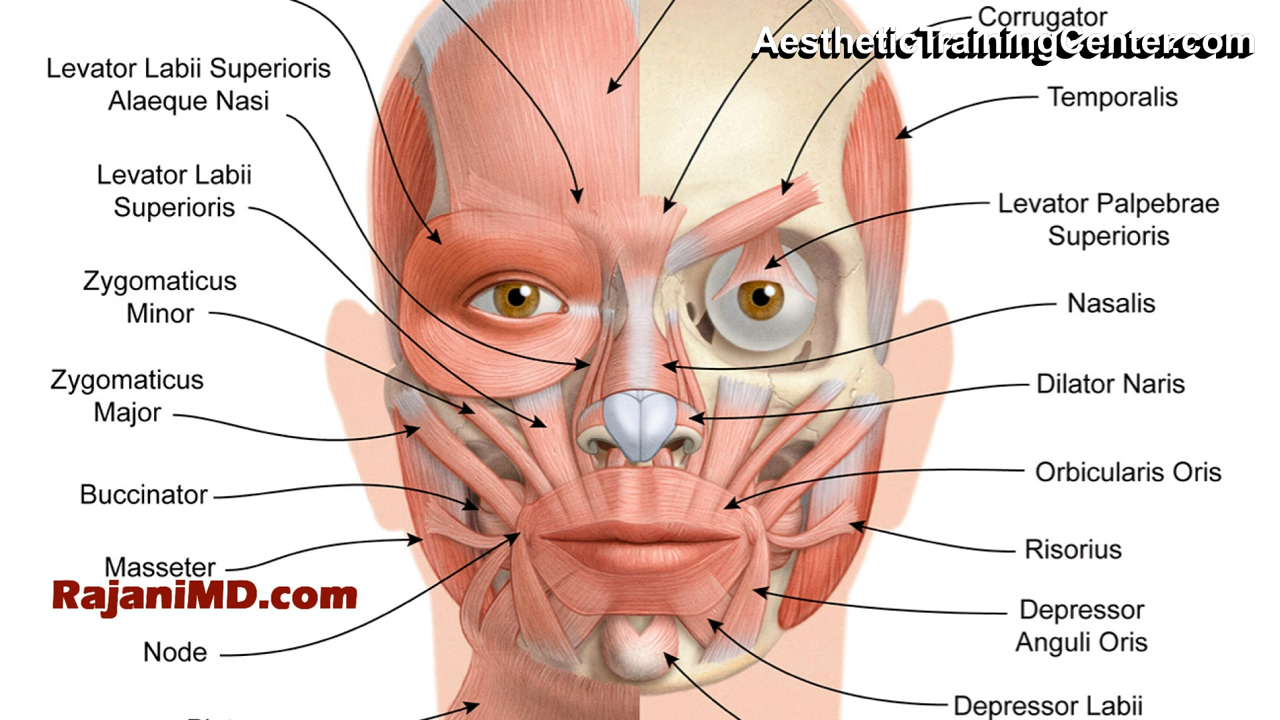 Corrugator
AestheticTrainingCenter.com
Levator Labii Superioris
Alaeque Nasi
Temporalis
Levator Labii
Superioris
Levator Palpebrae
Superioris
Zygomaticus
Minor
Nasalis
Zygomaticus
Major
Dilator Naris
Buccinator
Orbicularis Oris
Masseter
RajaniMD.com
Risorius
Depressor
Anguli Oris
Node
Depressor Labii